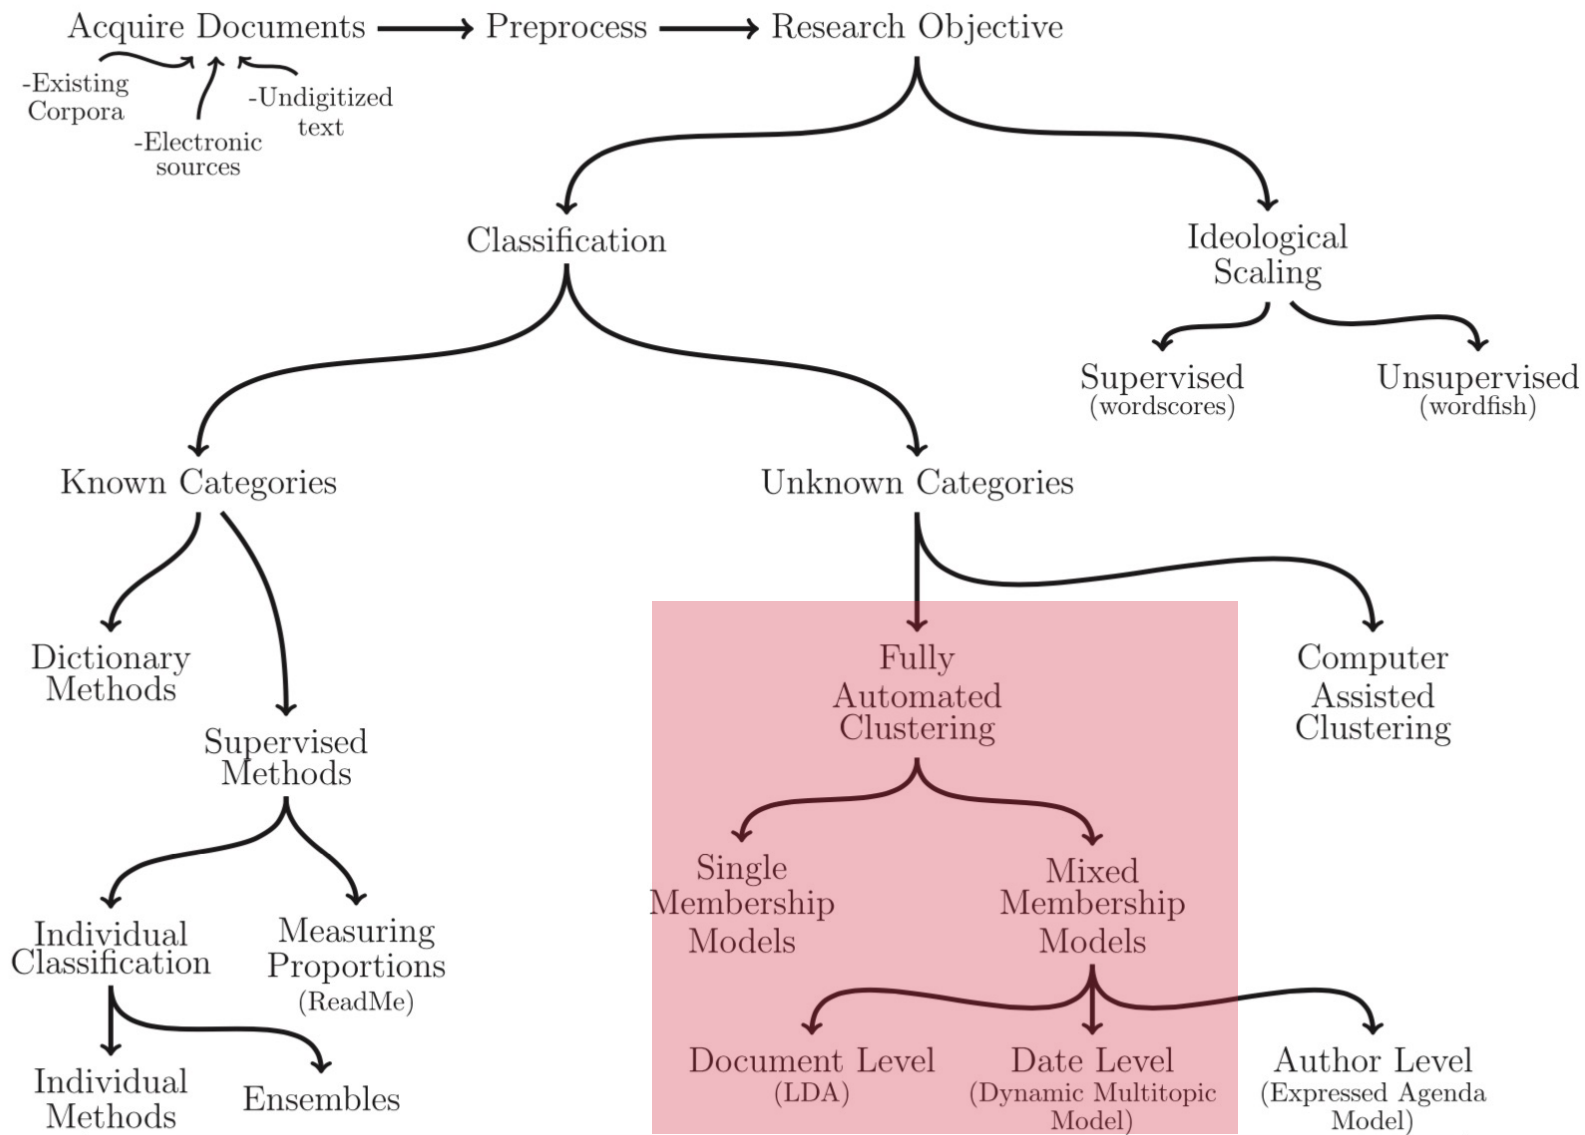 Acquire Documents
Preprocess
Research Objective
-Existing
Corpora
-Electronic
sources
-Undigitized
text
Classification
Ideological
Scaling
Supervised
(wordscores)
Unsupervised
(wordfish)
Known Categories
Unknown Categories
Dictionary
Methods
Supervised
Methods
Fully
Automated
Clustering
Computer
Assisted
Clustering
Single
Membership
Models
Mixed
Membership
Models
Individual
Classification
Measuring
Proportions
(ReadMe)
Individual
Methods
Ensembles
Document Level
(LDA)
Date Level
(Dynamic Multitopic
Model)
Author Level
(Expressed Agenda
Model)